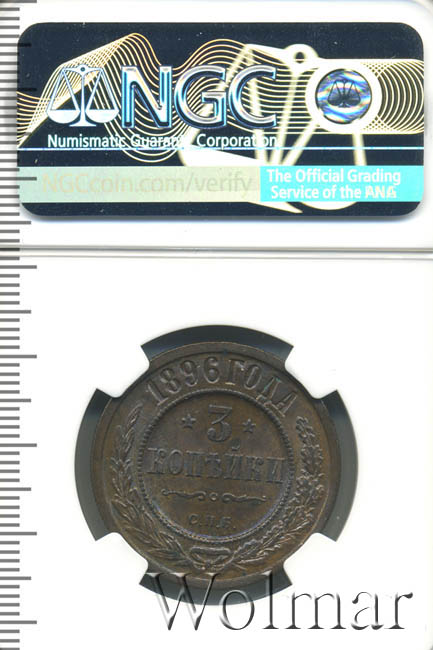 NGC
Numismatic Guaranty Corporation
NGCcoin.com/verify
The Official Grading
Service of the ANA
1896 ГОДА
3
КОПѢЙКИ
С.П.Б.
Wolmar